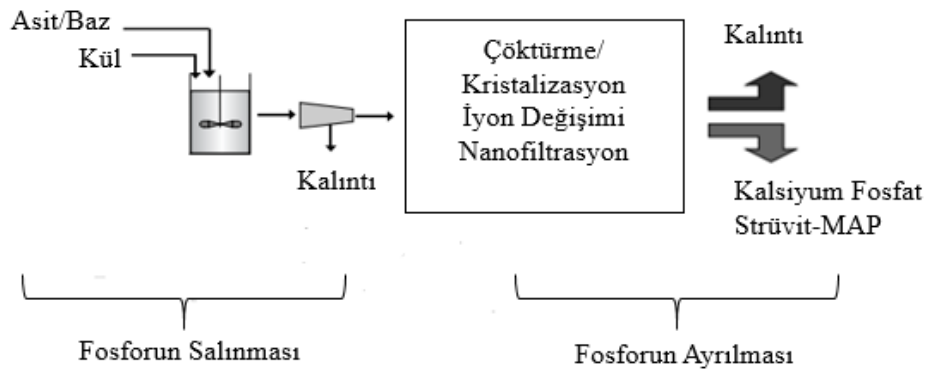 Asit/Baz
Kül
Kalıntı
Çöktürme/
Kristalizasyon
İyon Değişimi
Nanofiltrasyon
Kalıntı
Kalsiyum Fosfat
Strüvit-MAP
Fosforun Salınması
Fosforun Ayrılması